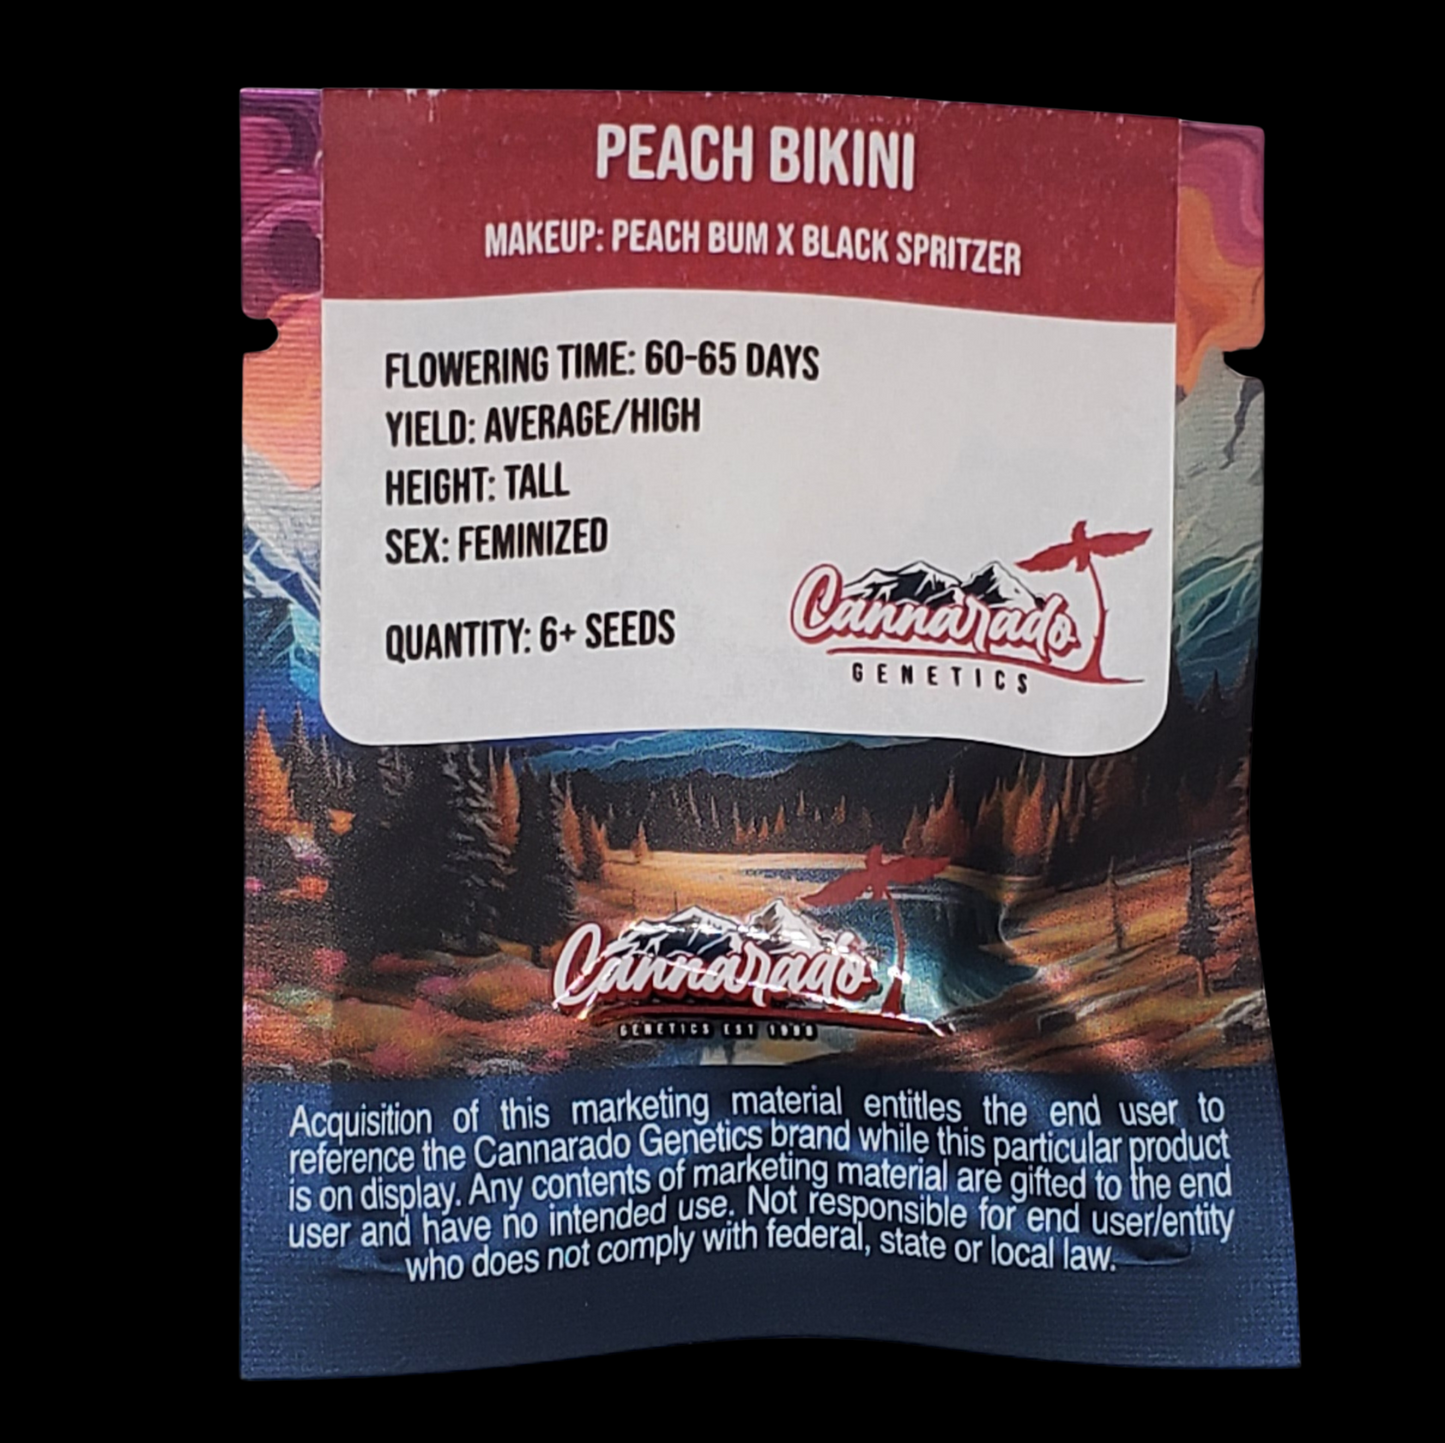 PEACH BIKINI
MAKEUP: PEACH BUM X BLACK SPRITZER
FLOWERING TIME: 60-65 DAYS
YIELD: AVERAGE/HIGH
HEIGHT: TALL
SEX: FEMINIZED
QUANTITY: 6+ SEEDS
Cannarado
GENETICS
Cannarado
GENETICS EST
Acquisition of this marketing material entitles the end user to
reference the Cannarado Genetics brand while this particular product
is on display. Any contents of marketing material are gifted to the end
user and have no intended use. Not responsible for end user/entity
who does not comply with federal, state or local law.